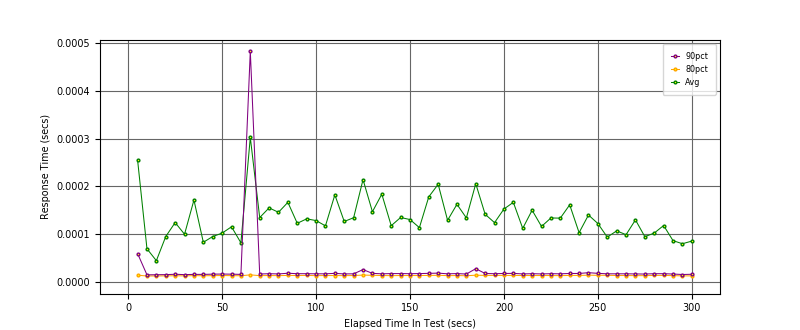 0.0005
0.0004
0.0003
0.0002
0.0001
0.0000
Response Time (secs)
90pct
80pct
Avg
0 50 100 150 200 250 300
Elapsed Time In Test (secs)